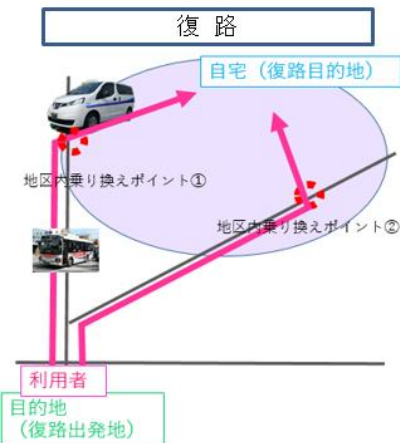 復 路
自宅（復路目的地）
地区内乗り換えポイント①
地区内乗り換えポイント②
利用者
目的地
（復路出発地）